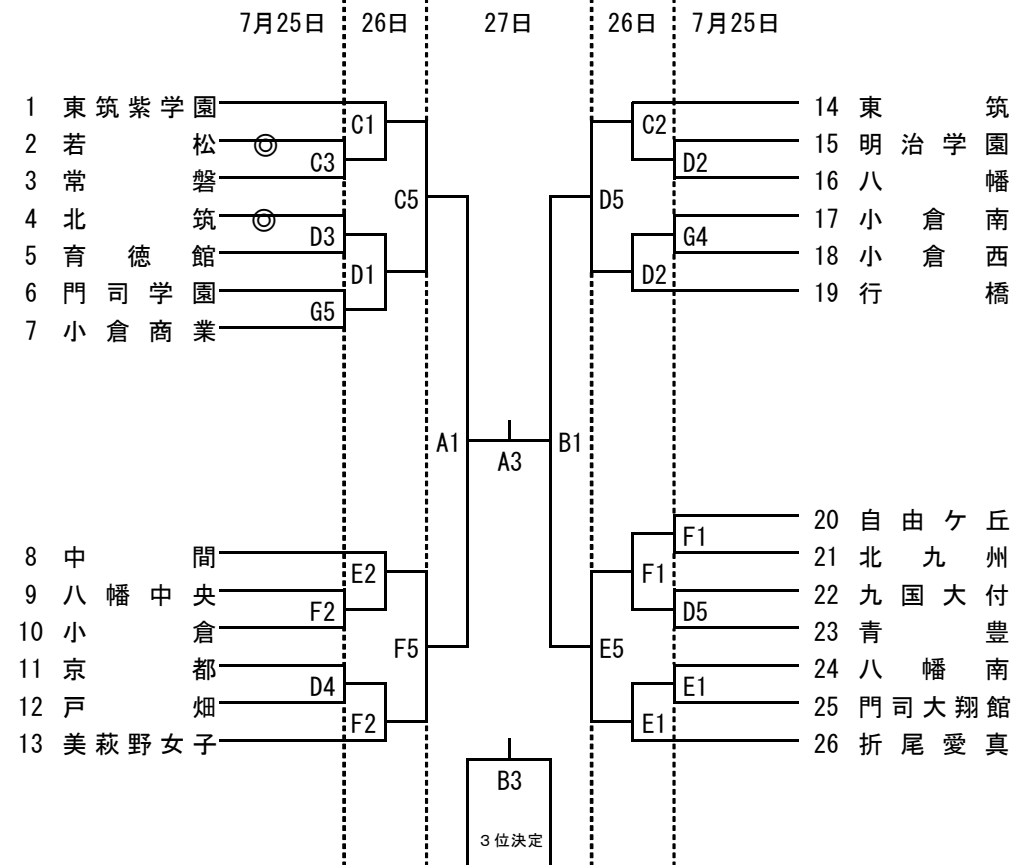 7月25日 26日 27日 26日 7月25日
1 東筑紫学園
2 若松 ◎
3 常磐
4 北筑 ◎
5 育徳館
6 門司学園
7 小倉商業
C1
C3
D3
D1
G5
C5
8 中間
9 八幡中央
10 小倉
11 京都
12 戸畑
13 美萩野女子
E2
F2
D4
F2
F5
A1
A3
B1
B3
3位決定
C2
D2
G4
D2
D5
14 東筑
15 明治学園
16 八幡
17 小倉南
18 小倉西
19 行橋
F1
F1
D5
E1
E1
E5
20 自由ケ丘
21 北九州
22 九国大付
23 青豊
24 八幡南
25 門司大翔館
26 折尾愛真